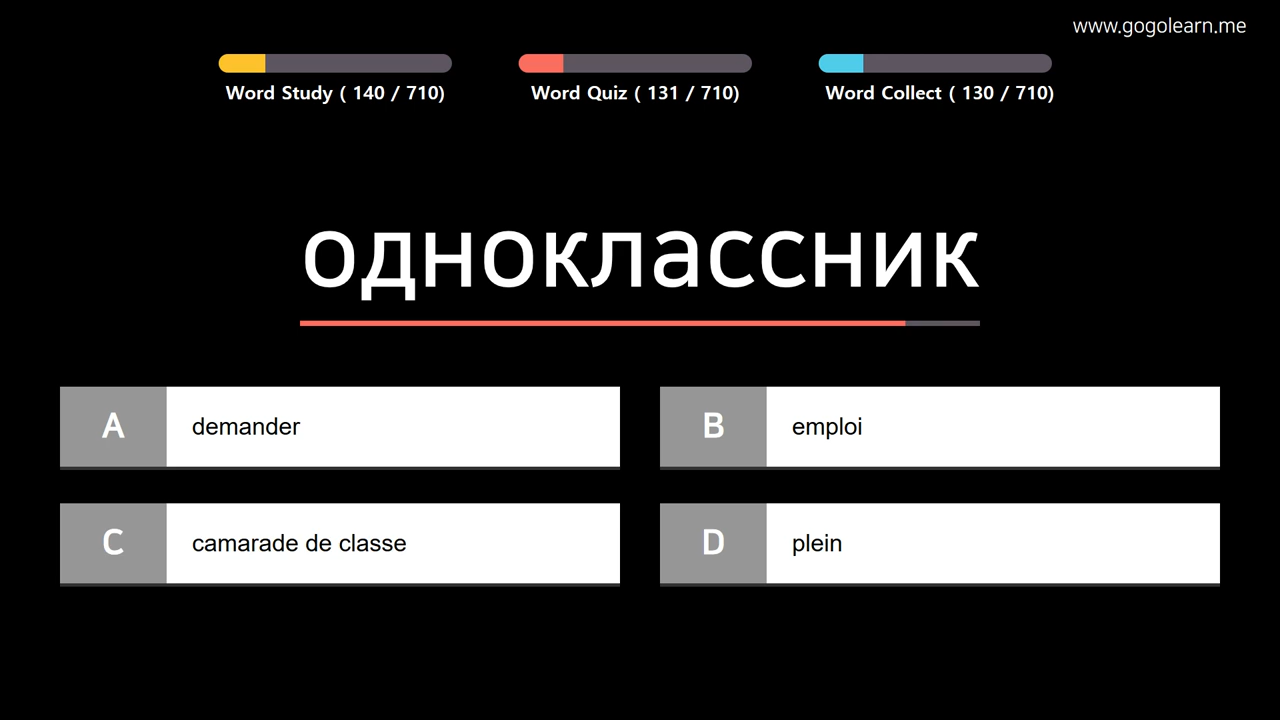 www.gogolearn.me
Word Study ( 140 / 710)
Word Quiz ( 131 / 710)
Word Collect ( 130 / 710)
одноклассник
A demander
B emploi
C camarade de classe
D plein